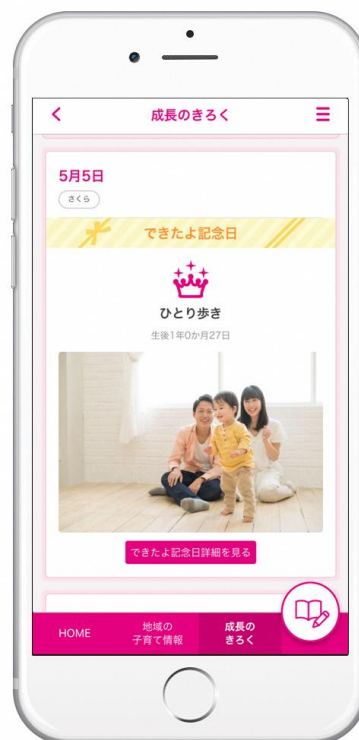 成長のきろく
5月5日
さくら
できたよ記念日
ひとり歩き
生後1年0か月27日
できたよ記念日詳細を見る
HOME
地域の
子育て情報
成長の
きろく